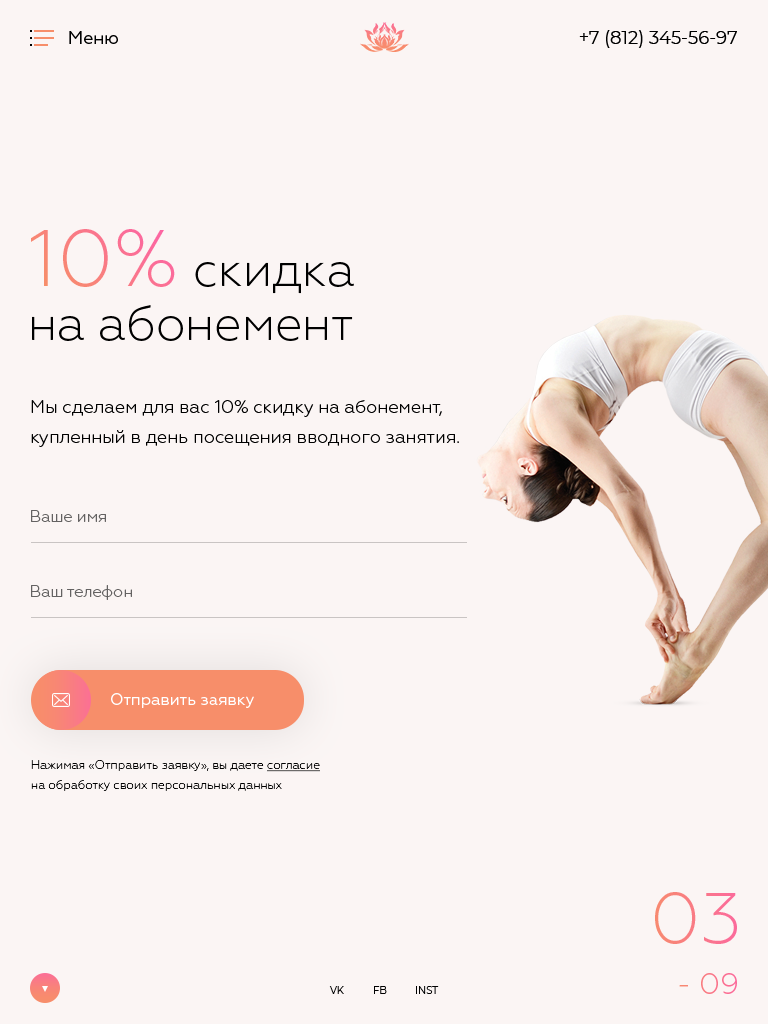 Меню
+7 (812) 345-56-97
10% скидка
на абонемент
Мы сделаем для вас 10% скидку на абонемент,
купленный в день посещения вводного занятия.
Ваше имя
Ваш телефон
Отправить заявку
Нажимая «Отправить заявку», вы даете согласие
на обработку своих персональных данных
03
- 09
VK FB INST